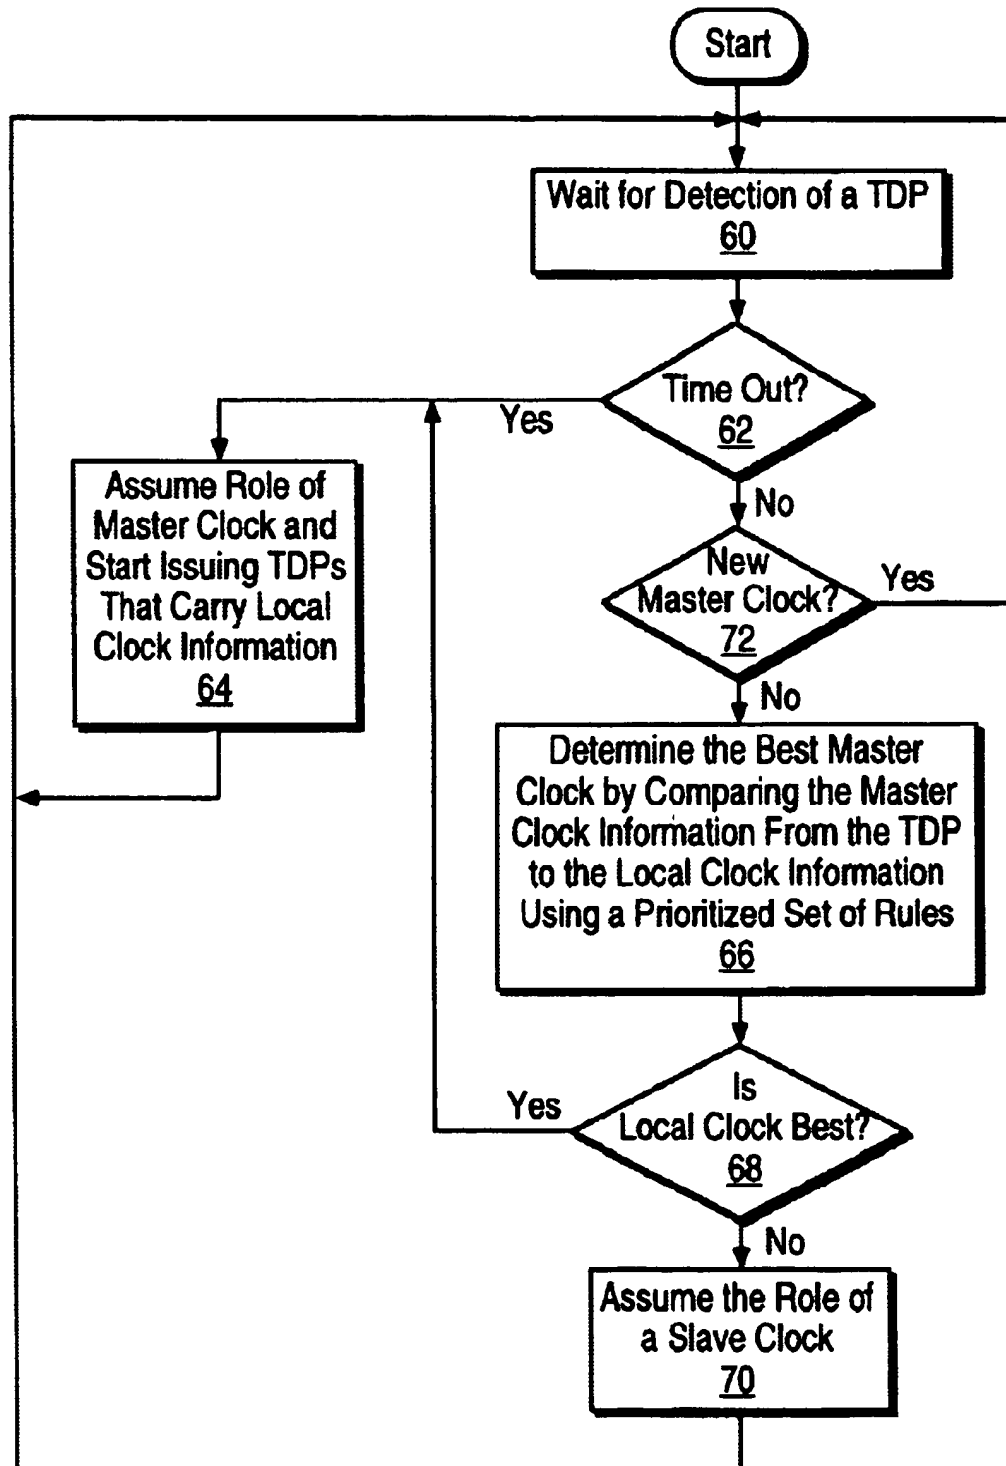 Start
Wait for Detection of a TDP
60
Time Out?
62
Yes
No
Assume Role of
Master Clock and
Start Issuing TDPs
That Carry Local
Clock Information
64
New
Master Clock?
72
Yes
No
Determine the Best Master
Clock by Comparing the Master
Clock Information From the TDP
to the Local Clock Information
Using a Prioritized Set of Rules
66
Is
Local Clock Best?
68
Yes
No
Assume the Role of
a Slave Clock
70